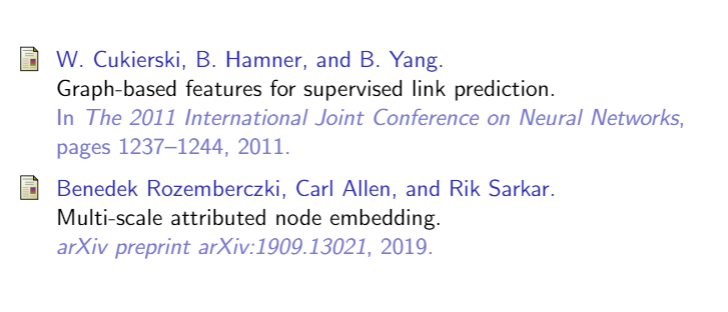 W. Cukierski, B. Hamner, and B. Yang.
Graph-based features for supervised link prediction.
In The 2011 International Joint Conference on Neural Networks,
pages 1237–1244, 2011.
Benedek Rozemberczki, Carl Allen, and Rik Sarkar.
Multi-scale attributed node embedding.
arXiv preprint arXiv:1909.13021, 2019.